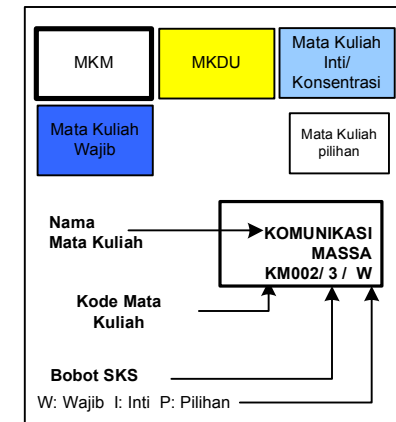 MKM
MKDU
Mata Kuliah
Inti/
Konsentrasi
Mata Kuliah
Wajib
Mata Kuliah
pilihan
Nama
Mata Kuliah
KOMUNIKASI
MASSA
KM002/ 3 / W
Kode Mata
Kuliah
Bobot SKS
W: Wajib I: Inti P: Pilihan